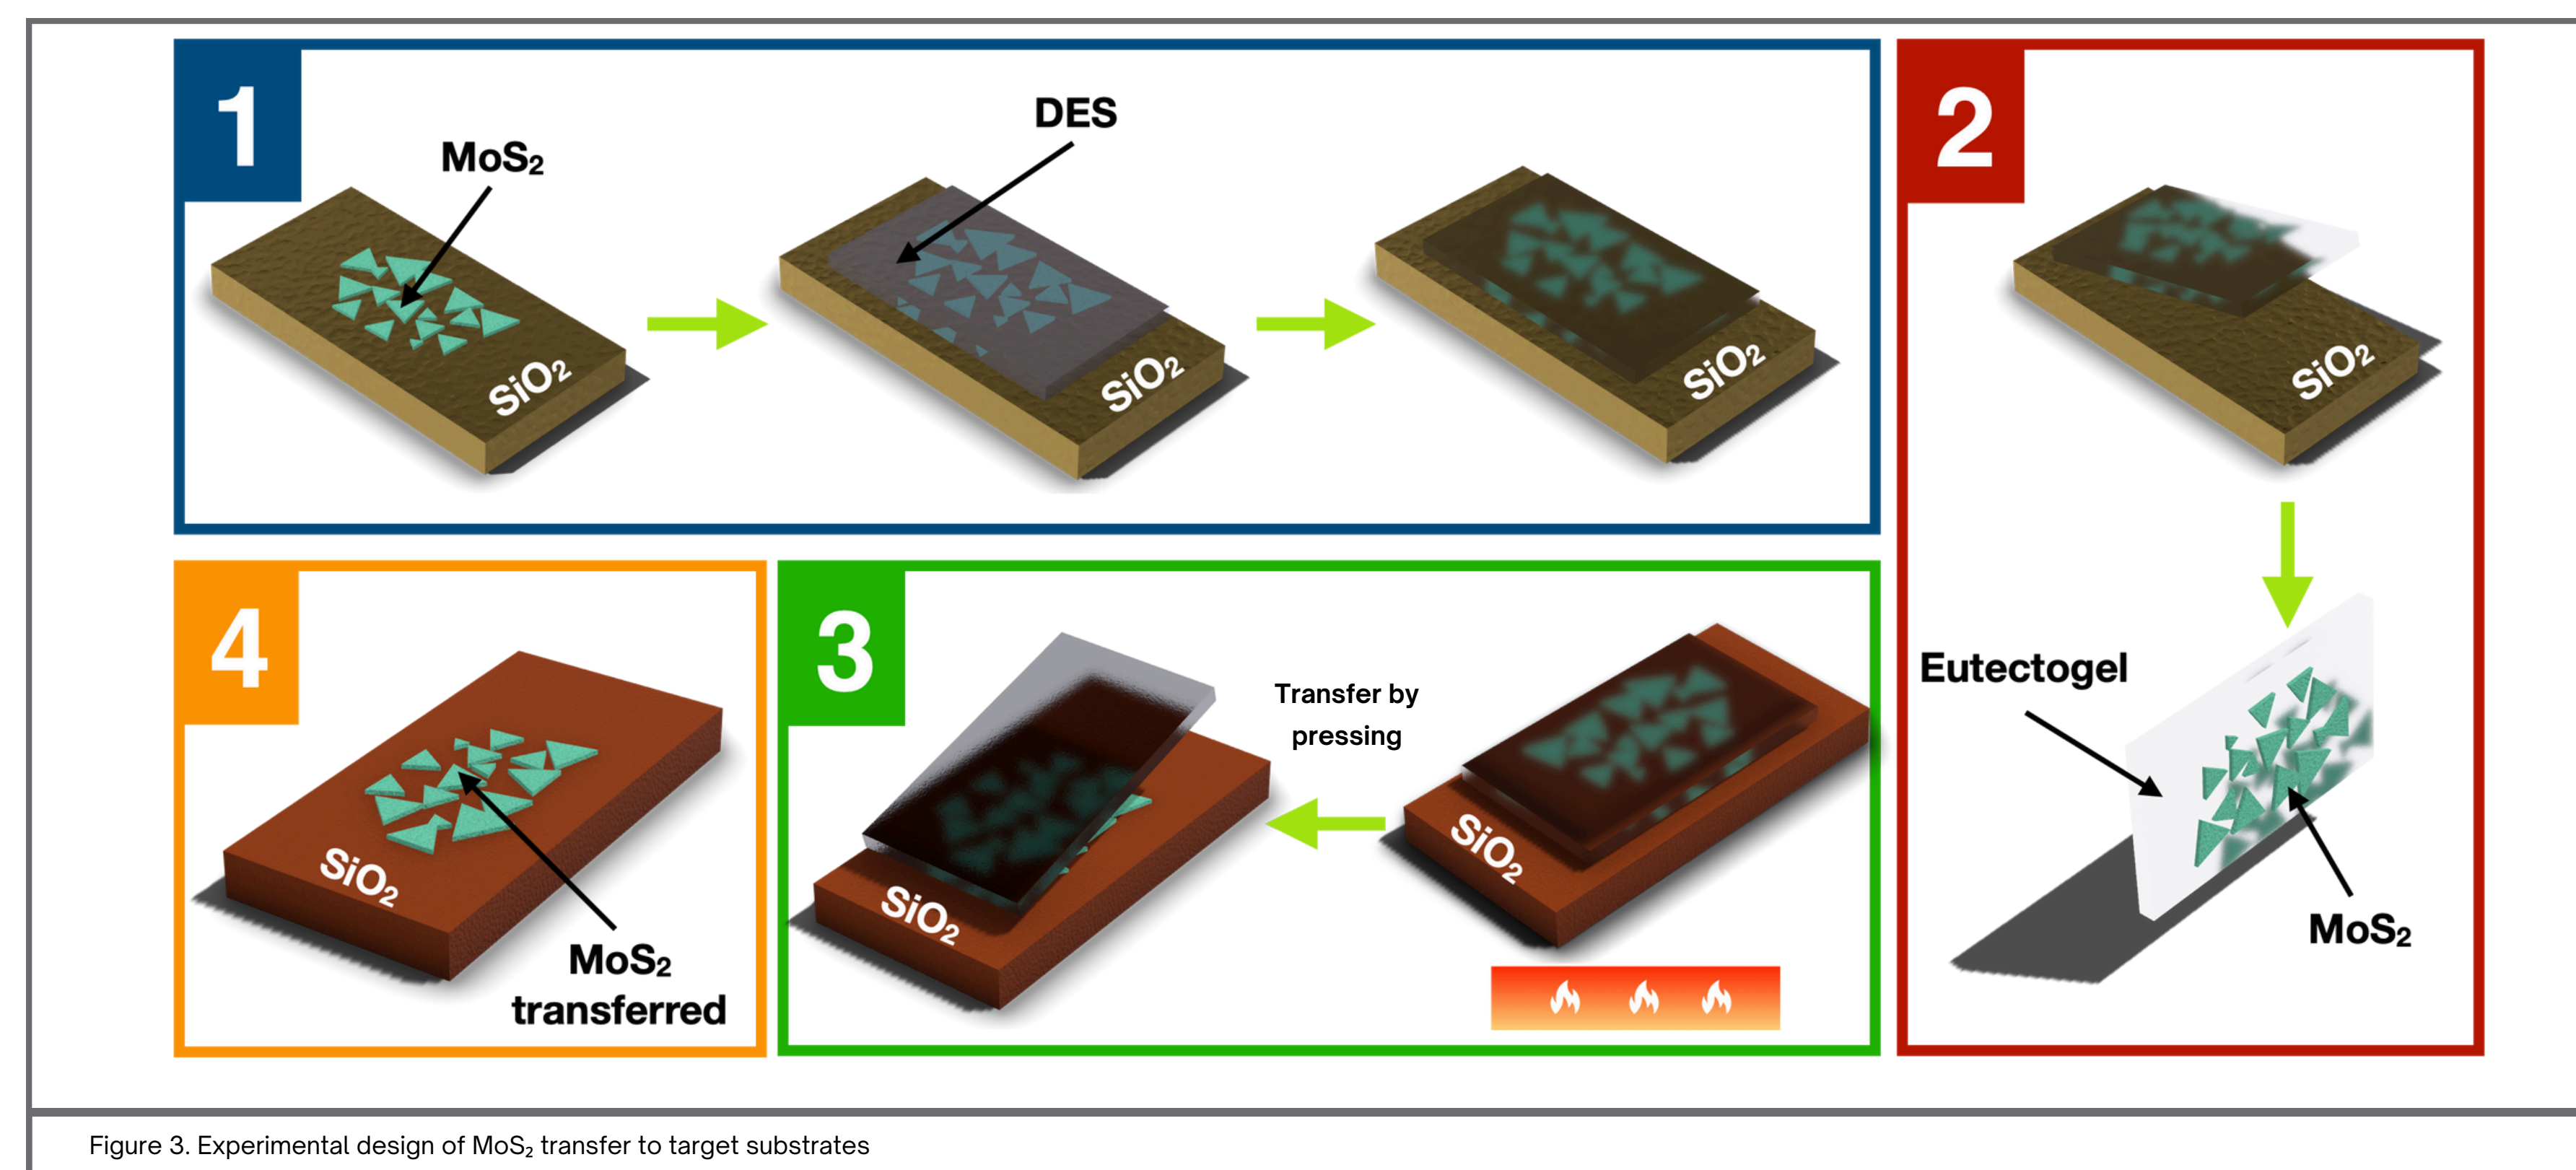 1
MoS₂
SiO₂
DES
SiO₂
SiO₂
2
SiO₂
Eutectogel
MoS₂
3
Transfer by
pressing
SiO₂
SiO₂
4
SiO₂
MoS₂
transferred
Figure 3. Experimental design of MoS₂ transfer to target substrates